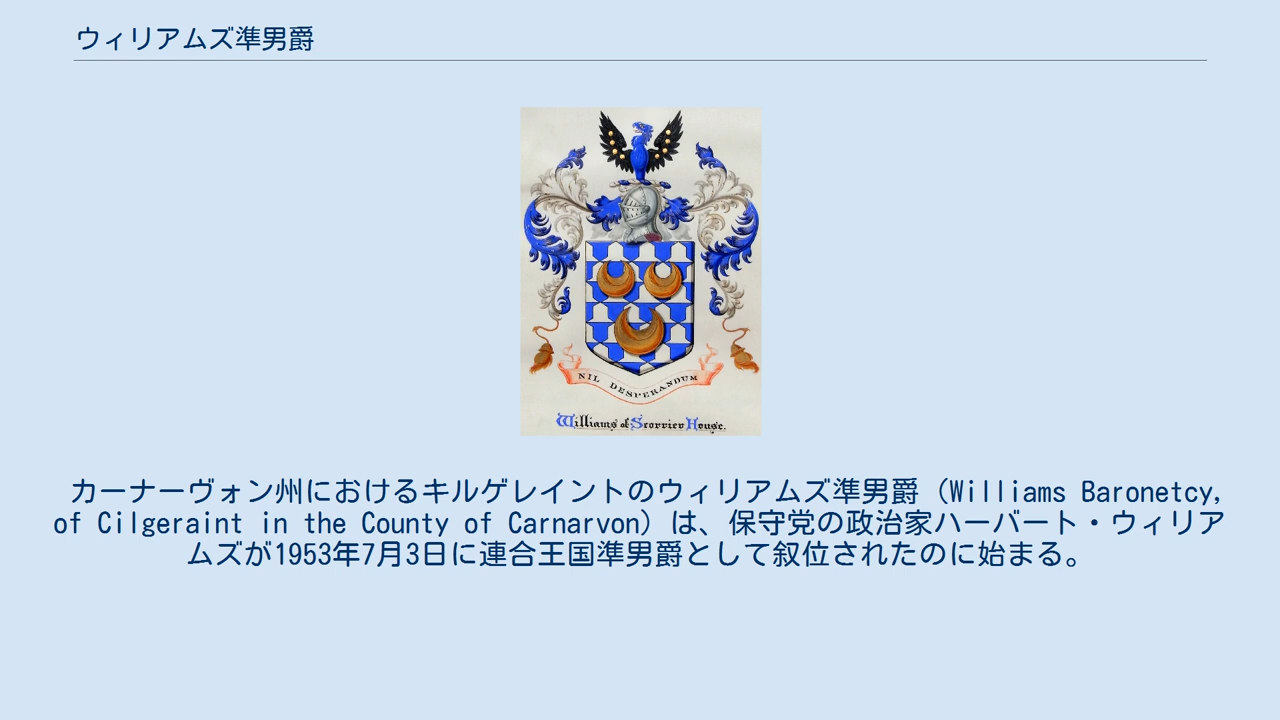 ウィリアムズ準男爵
NIL DESPERANDUM
Williams of Scorrier House.
カーナーヴォン州におけるキルゲレイントのウィリアムズ準男爵（Williams Baronetcy,
of Cilgeraint in the County of Carnarvon）は、保守党の政治家ハーバート・ウィリア
ムズが1953年7月3日に連合王国準男爵として叙位されたのに始まる。